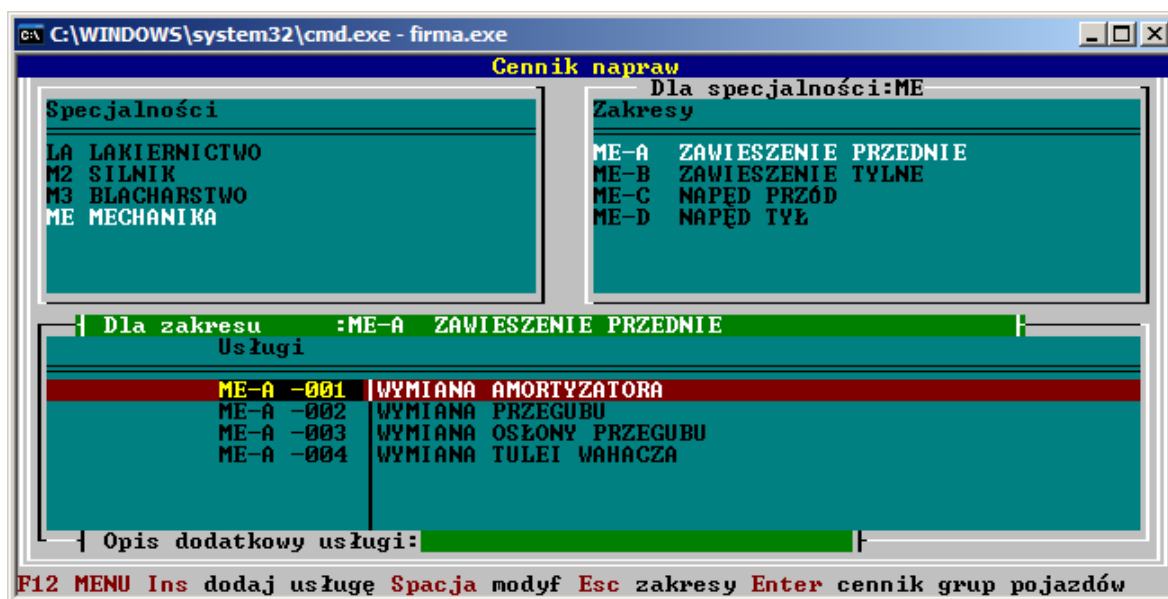 C:\WINDOWS\system32\cmd.exe - firma.exe
Cennik napraw
Specjalności
LA LAKIERNICTWO
M2 SILNIK
M3 BLACHARSTWO
ME MECHANIKA
Dla specjalności:ME
Zakresy
ME-A ZAWIESZENIE PRZEDNIE
ME-B ZAWIESZENIE TYLNE
ME-C NAPĘD PRZÓD
ME-D NAPĘD TYŁ
Dla zakresu :ME-A ZAWIESZENIE PRZEDNIE
Usługi
ME-A -001 WYMIANA AMORTYZATORA
ME-A -002 WYMIANA PRZEGUBU
ME-A -003 WYMIANA OSŁONY PRZEGUBU
ME-A -004 WYMIANA TULEI WAHACZA
Opis dodatkowy usługi:
F12 MENU Ins dodaj usługę Spacja modyf Esc zakresy Enter cennik grup pojazdów